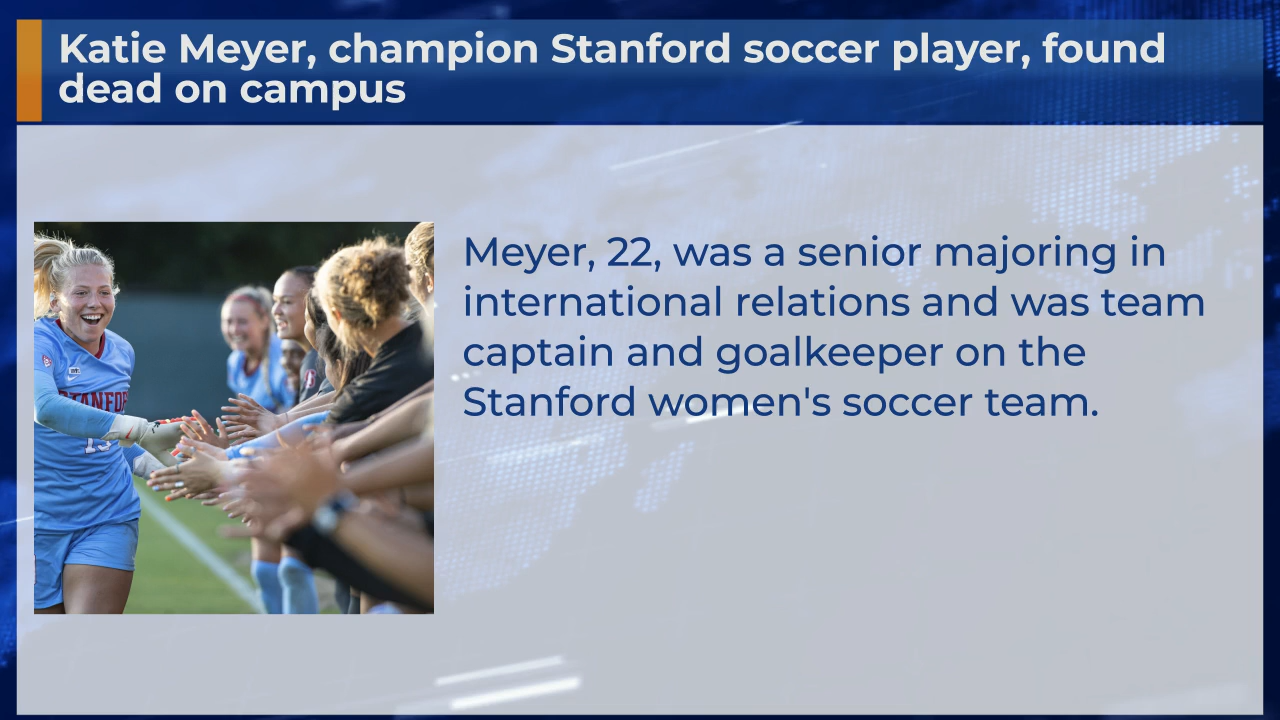 Katie Meyer, champion Stanford soccer player, found
dead on campus
Meyer, 22, was a senior majoring in
international relations and was team
captain and goalkeeper on the
Stanford women's soccer team.
STANFOR